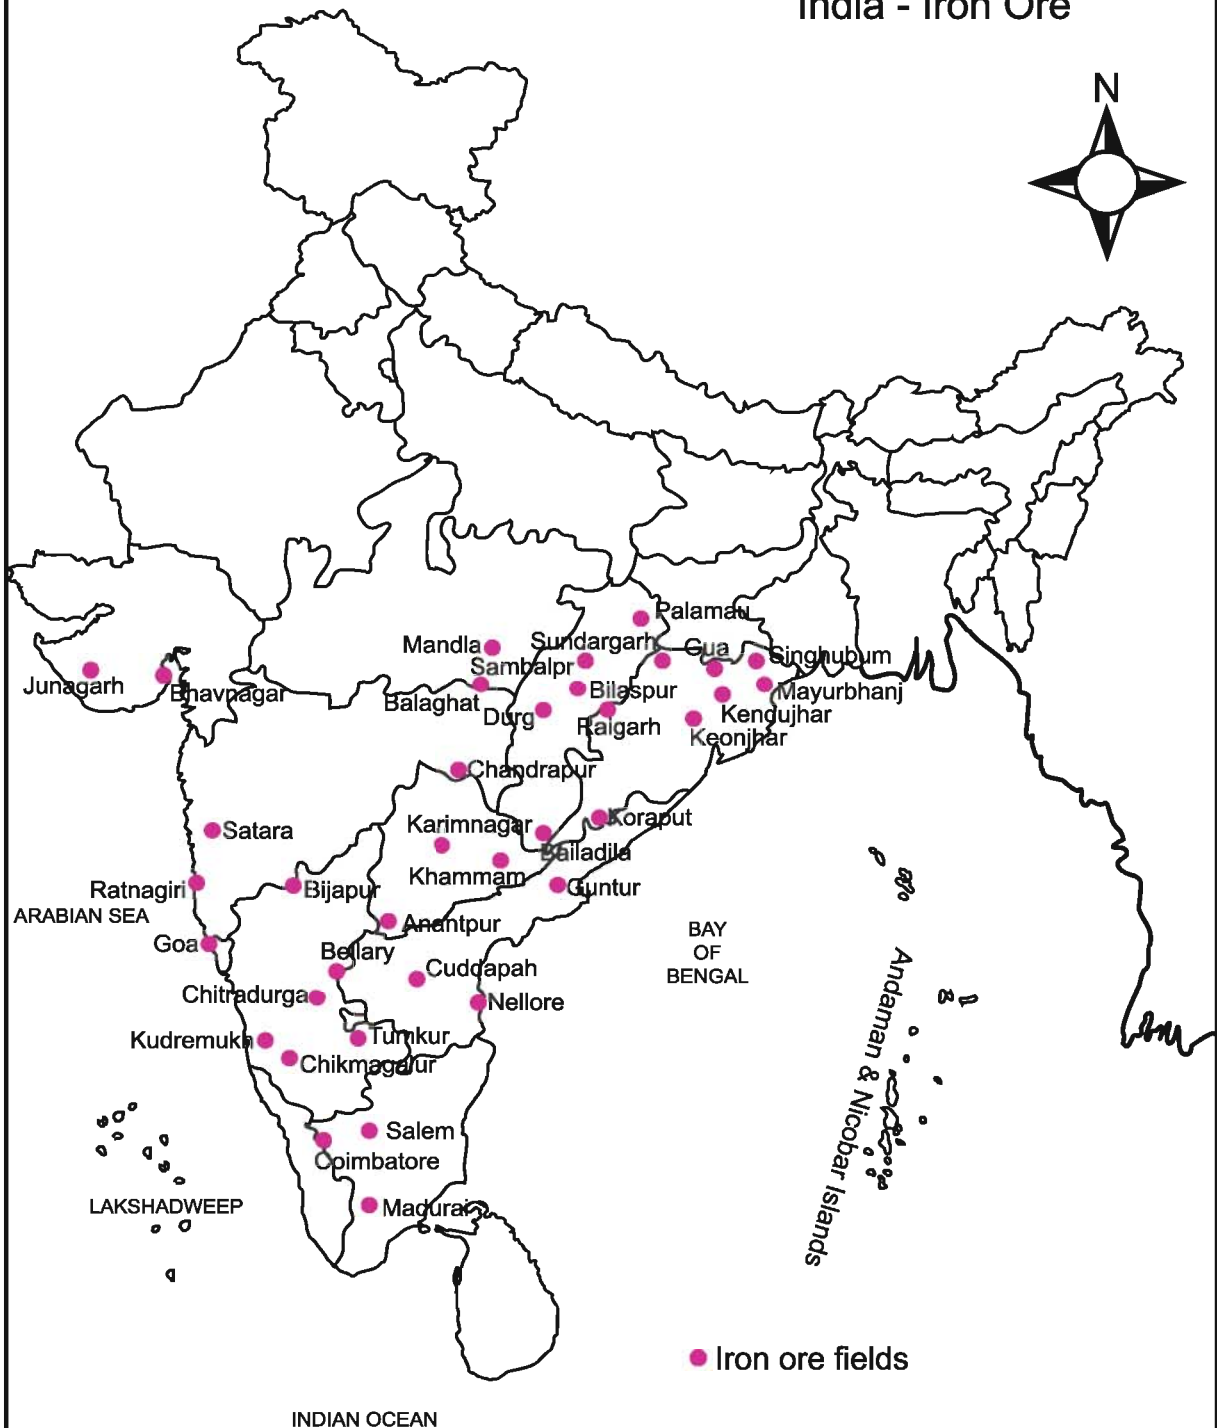 India - Iron Ore
N
Palamau
Mandla
Sundargarh
Gua
Singhubum
Sambalpr
Junagarh
Bhavnagar
Balaghat
Bilaspur
Mayurbhanj
Durg
Raigarh
Kendujhar
Keonjhar
Chandrapur
Satara
Karimnagar
Koraput
Bailadila
Khammam
Guntur
Ratnagiri
Bijapur
ARABIAN SEA
Anantpur
Goa
Bellary
BAY
OF
BENGAL
Cuddapah
Chitradurga
Nellore
Kudremukh
Tumkur
Chikmagalur
Andaman & Nicobar Islands
Salem
Coimbatore
LAKSHADWEEP
Madurai
Iron ore fields
INDIAN OCEAN